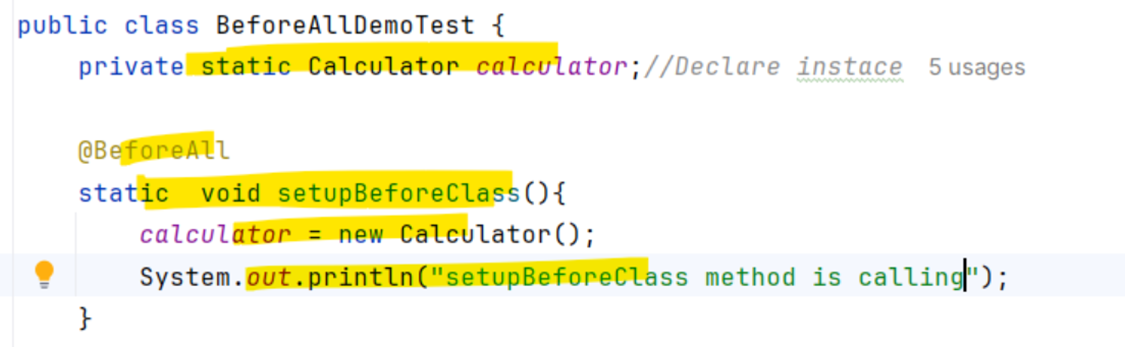 public class BeforeAllDemoTest {
private static Calculator calculator;//Declare instace 5 usages
@BeforeAll
static  void setupBeforeClass(){
calculator = new Calculator();
System.out.println("setupBeforeClass method is calling");
}